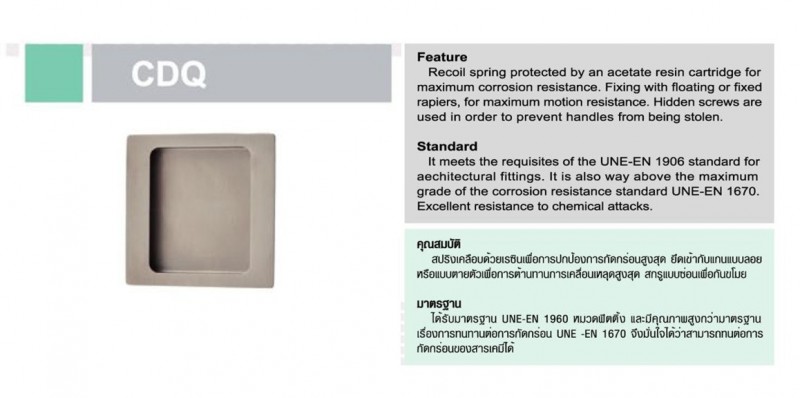 CDQ
Feature
Recoil spring protected by an acetate resin cartridge for
maximum corrosion resistance. Fixing with floating or fixed
rapiers, for maximum motion resistance. Hidden screws are
used in order to prevent handles from being stolen.
Standard
It meets the requisites of the UNE-EN 1906 standard for
aechitectural fittings. It is also way above the maximum
grade of the corrosion resistance standard UNE-EN 1670.
Excellent resistance to chemical attacks.
คุณสมบัติ
สปริงเคลือบด้วยเรซินเพื่อการปกป้องการกัดกร่อนสูงสุด ยึดเข้ากับแกนแบบลอย
หรือแบบตายตัวเพื่อการต้านทานการเคลื่อนเหลุดสูงสุด สกรูแบบซ่อนเพื่อกันขโมย
มาตรฐาน
ได้รับมาตรฐาน UNE-EN 1960 หมวดฟิตติ้ง และมีคุณภาพสูงกว่ามาตรฐาน
เรื่องการทนทานต่อการกัดกร่อน UNE -EN 1670 จึงมั่นใจได้ว่าสามารถทนต่อการ
กัดกร่อนของสารเคมีได้